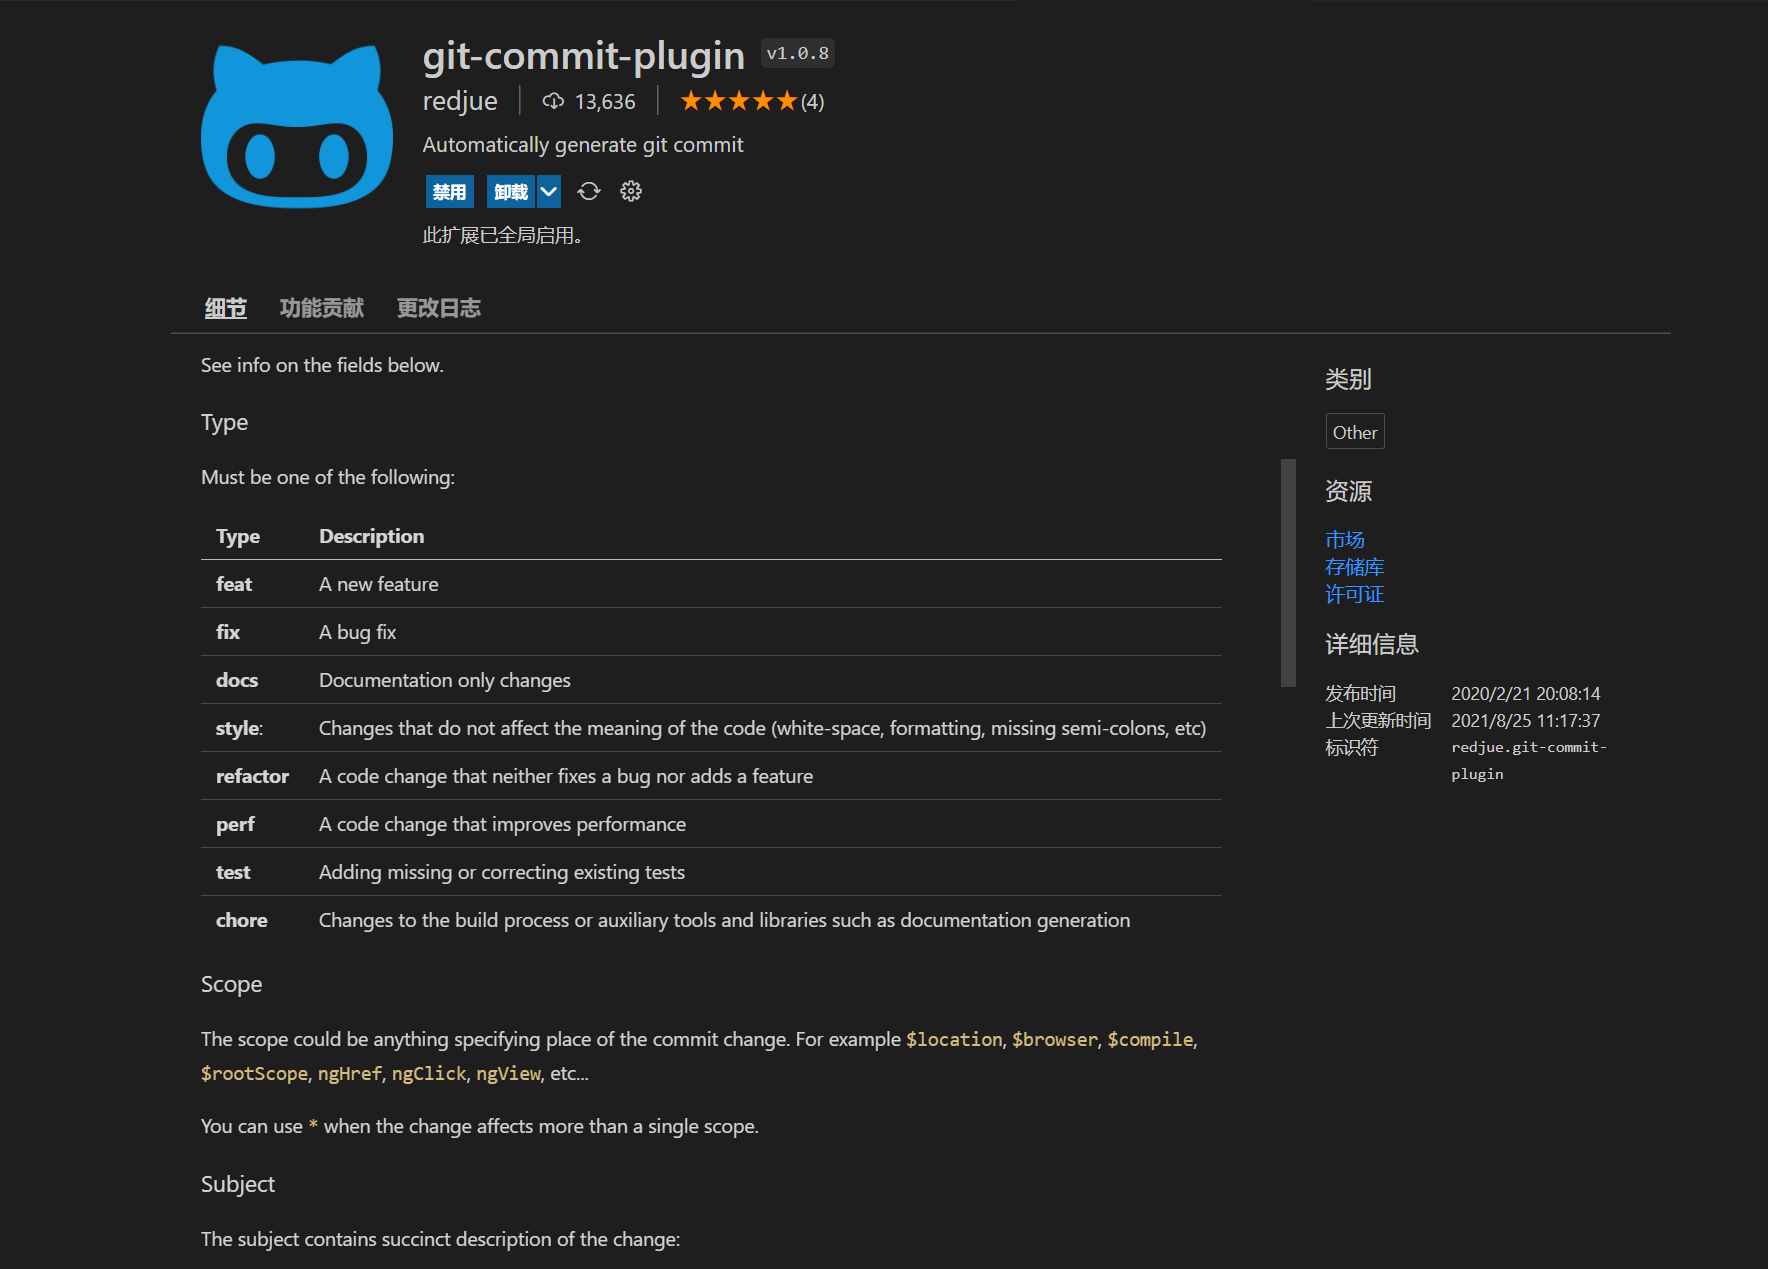 git-commit-plugin v1.0.8
redjue 13,636 ★★★★★(4)
Automatically generate git commit
禁用 卸载
此扩展已全局启用。
细节 功能贡献 更改日志
See info on the fields below.
Type
Must be one of the following:
Type Description
feat A new feature
fix A bug fix
docs Documentation only changes
style: Changes that do not affect the meaning of the code (white-space, formatting, missing semi-colons, etc)
refactor A code change that neither fixes a bug nor adds a feature
perf A code change that improves performance
test Adding missing or correcting existing tests
chore Changes to the build process or auxiliary tools and libraries such as documentation generation
Scope
The scope could be anything specifying place of the commit change. For example $location, $browser, $compile,
$rootScope, ngHref, ngClick, ngView, etc...
You can use * when the change affects more than a single scope.
Subject
The subject contains succinct description of the change:
类别
Other
资源
市场
存储库
许可证
详细信息
发布时间 2020/2/21 20:08:14
上次更新时间 2021/8/25 11:17:37
标识符 redjue.git-commit-
plugin